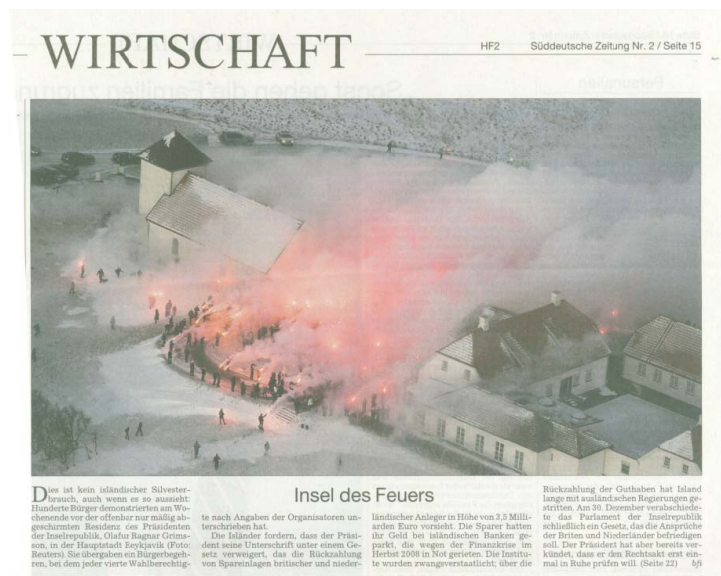 WIRTSCHAFT
HF2 Süddeutsche Zeitung Nr. 2 / Seite 15
Insel des Feuers
Dies ist kein isländischer Silvester-
brauch, auch wenn es so aussieht:
Hunderte Bürger demonstrierten am Wo-
chenende vor der offenbar nur mäßig ab-
geschirmten Residenz des Präsidenten
der Inselrepublik, Olafur Ragnar Grims-
son, in der Hauptstadt Reykjavik (Foto:
Reuters). Sie übergaben ein Bürgerbegeh-
ren, bei dem jeder vierte Wahlberechtig-
te nach Angaben der Organisatoren un-
terschrieben hat.
Die Isländer fordern, dass der Präsi-
dent seine Unterschrift unter einem Ge-
setz verweigert, das die Rückzahlung
von Spareinlagen britischer und nieder-
ländischer Anleger in Höhe von 3,5 Milli-
arden Euro vorsieht. Die Sparer hatten
ihr Geld bei isländischen Banken ge-
parkt, die wegen der Finanzkrise im
Herbst 2008 in Not gerieten. Die Institu-
te wurden zwangsverstaatlicht; über die
Rückzahlung der Guthaben hat Island
lange mit ausländischen Regierungen ge-
stritten. Am 30. Dezember verabschiede-
te das Parlament der Inselrepublik
schließlich ein Gesetz, das die Ansprüche
der Briten und Niederländer befriedigen
soll. Der Präsident hat aber bereits ver-
kündet, dass er den Rechtsakt erst ein-
mal in Ruhe prüfen will. (Seite 22) bfi